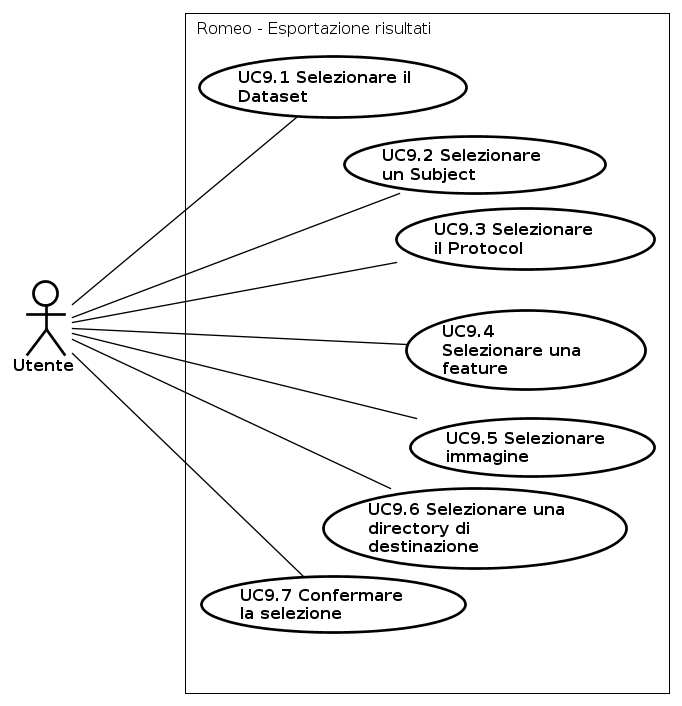 Romeo - Esportazione risultati
UC9.1 Selezionare il
Dataset
UC9.2 Selezionare
un Subject
UC9.3 Selezionare
il Protocol
UC9.4
Selezionare una
feature
Utente
UC9.5 Selezionare
immagine
UC9.6 Selezionare una
directory di
destinazione
UC9.7 Confermare
la selezione